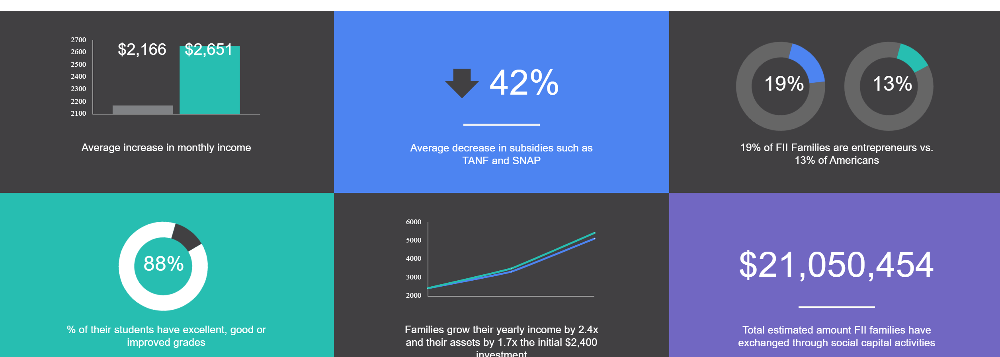 2700
2600
2500
2400
2300
2200
2100
$2,166
$2,651
Average increase in monthly income
42%
Average decrease in subsidies such as
TANF and SNAP
19%
13%
19% of FII Families are entrepreneurs vs.
13% of Americans
88%
% of their students have excellent, good or
improved grades
6000
5000
4000
3000
2000
Families grow their yearly income by 2.4x
and their assets by 1.7x the initial $2,400
investment
$21,050,454
Total estimated amount FII families have
exchanged through social capital activities